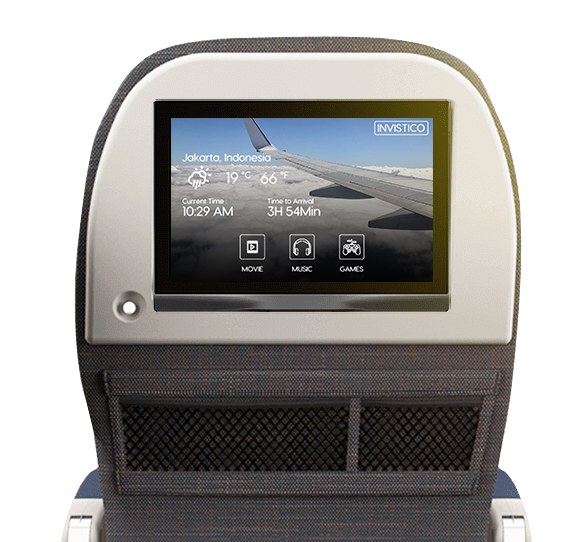 INVISTICO
Jakarta, Indonesia
19 °C 66 °F
Current Time
10:29 AM
Time to Arrival
3H 54Min
MOVIE
MUSIC
GAMES